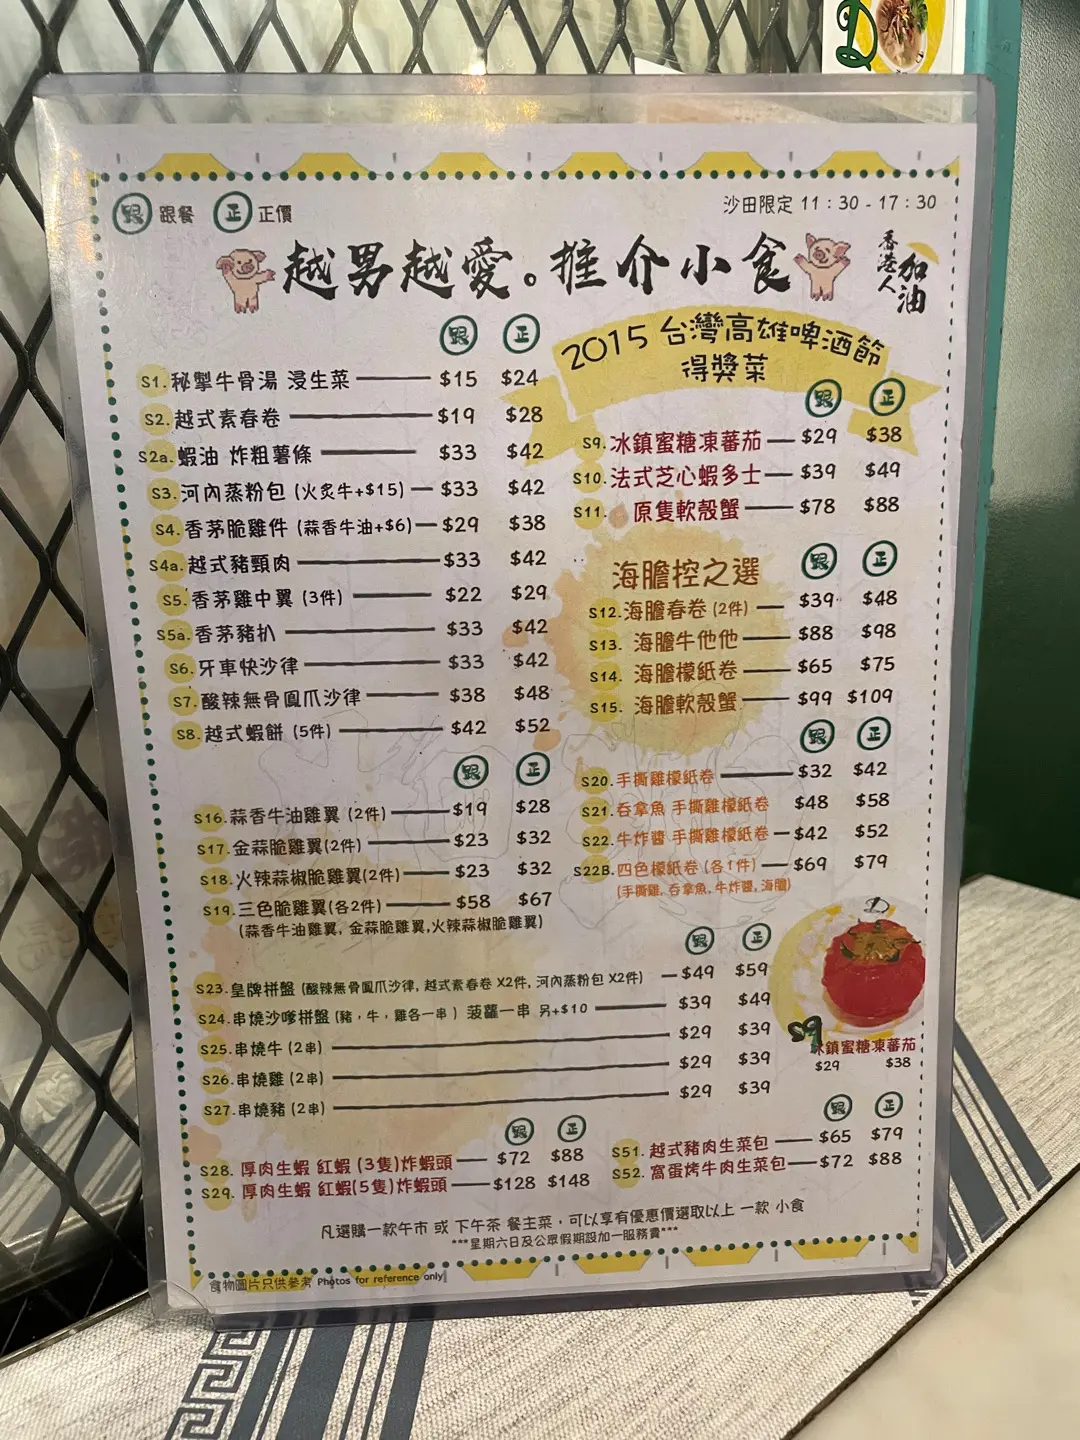 跟 跟餐 正 正價
沙田限定 11：30 - 17：30
越男越愛。推介小食
香港人 加油
跟 正
S1. 秘製牛骨湯 浸生菜 $15 $24
S2. 越式素春卷 $19 $28
S2a. 蝦油 炸粗薯條 $33 $42
S3. 河內蒸粉包 (火炙牛+$15) $33 $42
S4. 香茅脆雞件 (蒜香牛油+$6) $29 $38
S4a. 越式豬頸肉 $33 $42
S5. 香茅雞中翼 (3件) $22 $29
S5a. 香茅豬扒 $33 $42
S6. 牙車快沙律 $33 $42
S7. 酸辣無骨鳳爪沙律 $38 $48
S8. 越式蝦餅 (5件) $42 $52
2015 台灣高雄啤酒節
得獎菜
跟 正
S9. 冰鎮蜜糖凍蕃茄 $29 $38
S10. 法式芝心蝦多士 $39 $49
S11. 原隻軟殼蟹 $78 $88
海膽控之選 跟 正
S12. 海膽春卷 (2件) $39 $48
S13. 海膽牛他他 $88 $98
S14. 海膽檬紙卷 $65 $75
S15. 海膽軟殼蟹 $99 $109
跟 正
S16. 蒜香牛油雞翼 (2件) $19 $28
S17. 金蒜脆雞翼(2件) $23 $32
S18. 火辣蒜椒脆雞翼(2件) $23 $32
S19. 三色脆雞翼(各2件) $58 $67
(蒜香牛油雞翼, 金蒜脆雞翼,火辣蒜椒脆雞翼)
跟 正
S20. 手撕雞檬紙卷 $32 $42
S21. 吞拿魚 手撕雞檬紙卷 $48 $58
S22. 牛炸醬 手撕雞檬紙卷 $42 $52
S22B. 四色檬紙卷 (各1件) $69 $79
(手撕雞, 吞拿魚, 牛炸醬, 海膽)
跟 正
S23. 皇牌拼盤 (酸辣無骨鳳爪沙律, 越式素春卷 X2件, 河內蒸粉包 X2件) $49 $59
S24. 串燒沙嗲拼盤 (豬，牛，雞各一串) 菠蘿一串 另+$10 $39 $49
S25. 串燒牛 (2串) $29 $39
S26. 串燒雞 (2串) $29 $39
S27. 串燒豬 (2串) $29 $39
S9
冰鎮蜜糖凍蕃茄
$29 $38
跟 正
S28. 厚肉生蝦 紅蝦 (3隻)炸蝦頭 $72 $88
S29. 厚肉生蝦 紅蝦(5隻)炸蝦頭 $128 $148
跟 正
S51. 越式豬肉生菜包 $65 $79
S52. 窩蛋烤牛肉生菜包 $72 $88
凡選購一款午市 或 下午茶 餐主菜，可以享有優惠價選取以上 一款 小食
***星期六日及公眾假期設加一服務費***
食物圖片只供參考 Photos for reference only